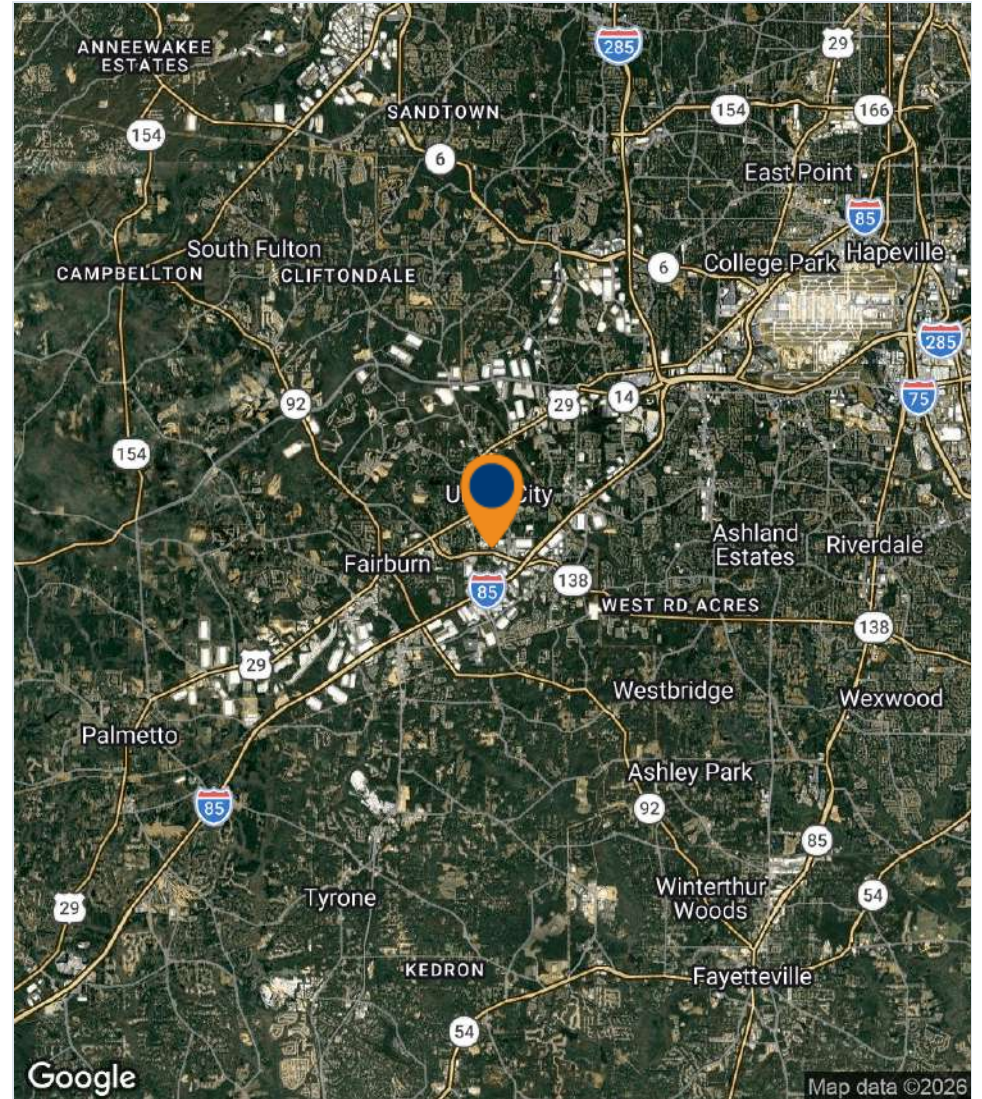 ANNEEWAKEE
ESTATES
285
29
SANDTOWN
154
166
154
6
East Point
85
South Fulton
Hapeville
CAMPBELLTON
CLIFTONDALE
6
College Park
285
92
29
14
75
154
City
Ashland
Estates
Riverdale
Fairburn
138
85
WEST RD ACRES
138
29
Westbridge
Wexwood
Palmetto
Ashley Park
85
92
85
Tyrone
Winterthur
Woods
54
29
KEDRON
Fayetteville
54
Google
Map data ©2026